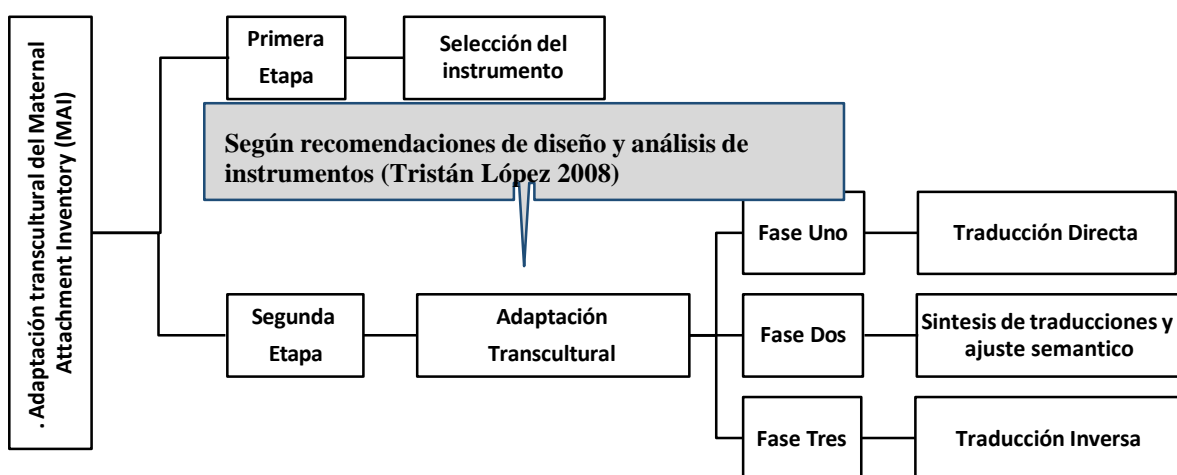 . Adaptación transcultural del Maternal
Attachment Inventory (MAI)
Primera
Etapa
Selección del
instrumento
Según recomendaciones de diseño y análisis de
instrumentos (Tristán López 2008)
Segunda
Etapa
Adaptación
Transcultural
Fase Uno
Traducción Directa
Fase Dos
Sintesis de traducciones y
ajuste semantico
Fase Tres
Traducción Inversa